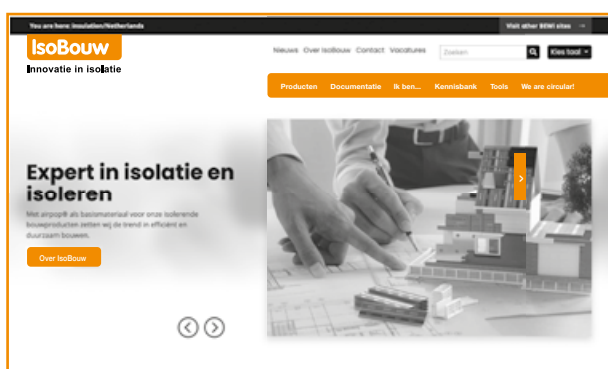 You are here: Insulation/Netherlands
Visit other BEWI sites
IsoBouw
Innovatie in isolatie
Nieuws Over IsoBouw Contact Vacatures
Zoeken
Kies taal
Producten Documentatie Ik ben... Kennisbank Tools We are circular!
Expert in isolatie en
isoleren
Met airpop® als basismateriaal voor onze isolerende
bouwproducten zetten wij de trend in efficiënt en
duurzaam bouwen.
Over IsoBouw